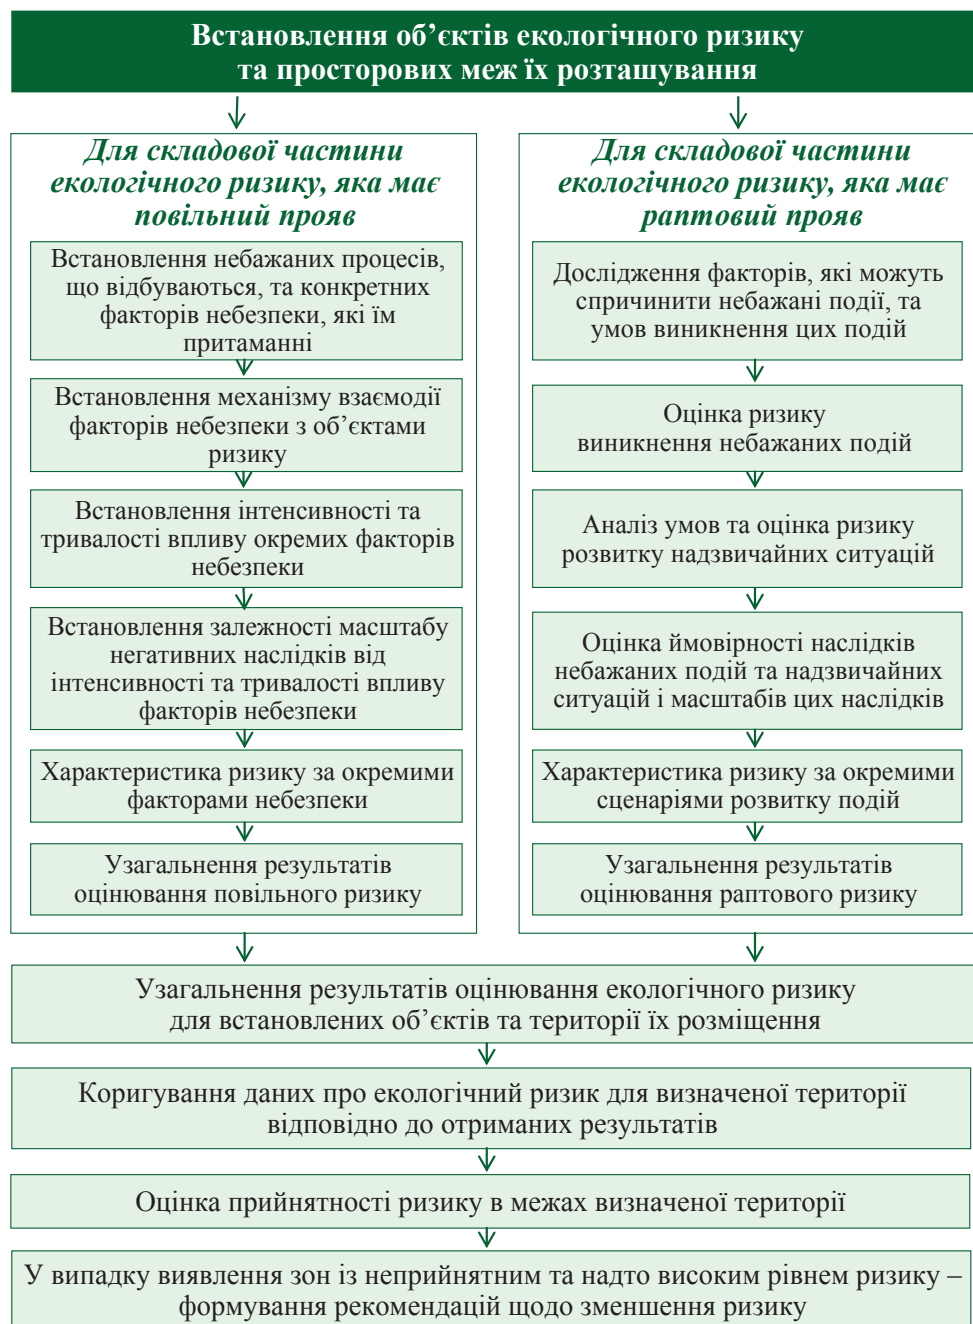 Встановлення об’єктів екологічного ризику
та просторових меж їх розташування
Для складової частини
екологічного ризику, яка має
повільний прояв
Встановлення небажаних процесів,
що відбуваються, та конкретних
факторів небезпеки, які їм
притаманні
Встановлення механізму взаємодії
факторів небезпеки з об’єктами
ризику
Встановлення інтенсивності та
тривалості впливу окремих факторів
небезпеки
Встановлення залежності масштабу
негативних наслідків від
інтенсивності та тривалості впливу
факторів небезпеки
Характеристика ризику за окремими
факторами небезпеки
Узагальнення результатів
оцінювання повільного ризику
Для складової частини
екологічного ризику, яка має
раптовий прояв
Дослідження факторів, які можуть
спричинити небажані події, та
умов виникнення цих подій
Оцінка ризику
виникнення небажаних подій
Аналіз умов та оцінка ризику
розвитку надзвичайних ситуацій
Оцінка ймовірності наслідків
небажаних подій та надзвичайних
ситуацій і масштабів цих наслідків
Характеристика ризику за окремими
сценаріями розвитку подій
Узагальнення результатів
оцінювання раптового ризику
Узагальнення результатів оцінювання екологічного ризику
для встановлених об’єктів та території їх розміщення
Коригування даних про екологічний ризик для визначеної території
відповідно до отриманих результатів
Оцінка прийнятності ризику в межах визначеної території
У випадку виявлення зон із неприйнятним та надто високим рівнем ризику –
формування рекомендацій щодо зменшення ризику